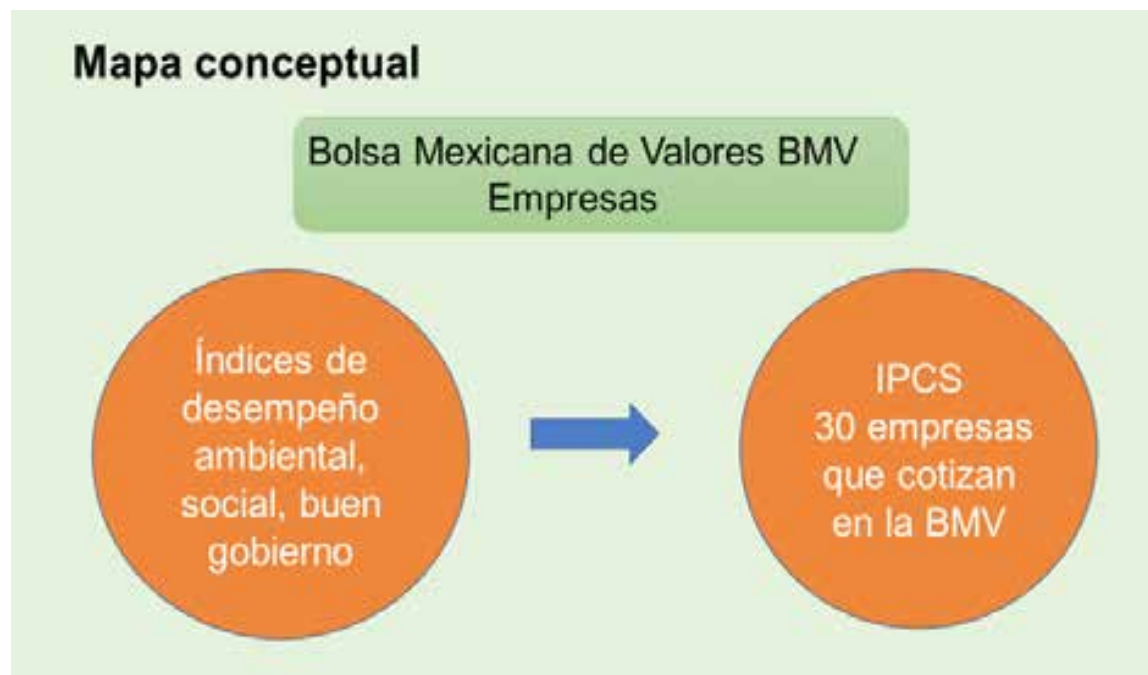 Mapa conceptual
Bolsa Mexicana de Valores BMV
Empresas
Índices de
desempeño
ambiental,
social, buen
gobierno
IPCS
30 empresas
que cotizan
en la BMV